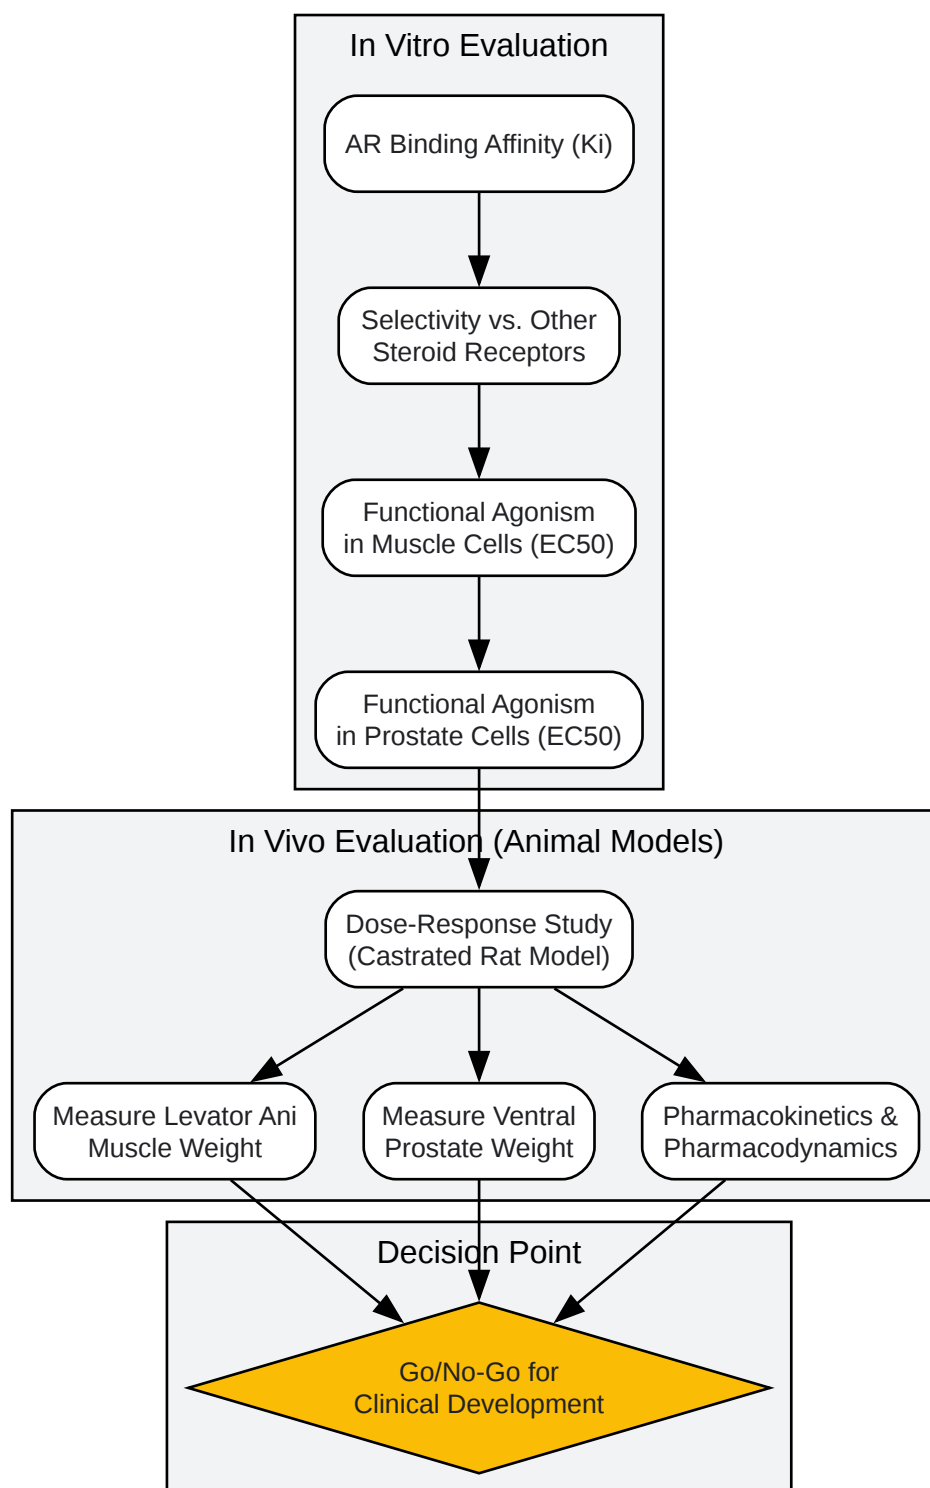 In Vitro Evaluation
AR Binding Affinity (Ki)
Selectivity vs. Other
Steroid Receptors
Functional Agonism
in Muscle Cells (EC50)
Functional Agonism
in Prostate Cells (EC50)
In Vivo Evaluation (Animal Models)
Dose-Response Study
(Castrated Rat Model)
Measure Levator Ani
Muscle Weight
Measure Ventral
Prostate Weight
Pharmacokinetics &
Pharmacodynamics
Decision Point
Go/No-Go for
Clinical Development